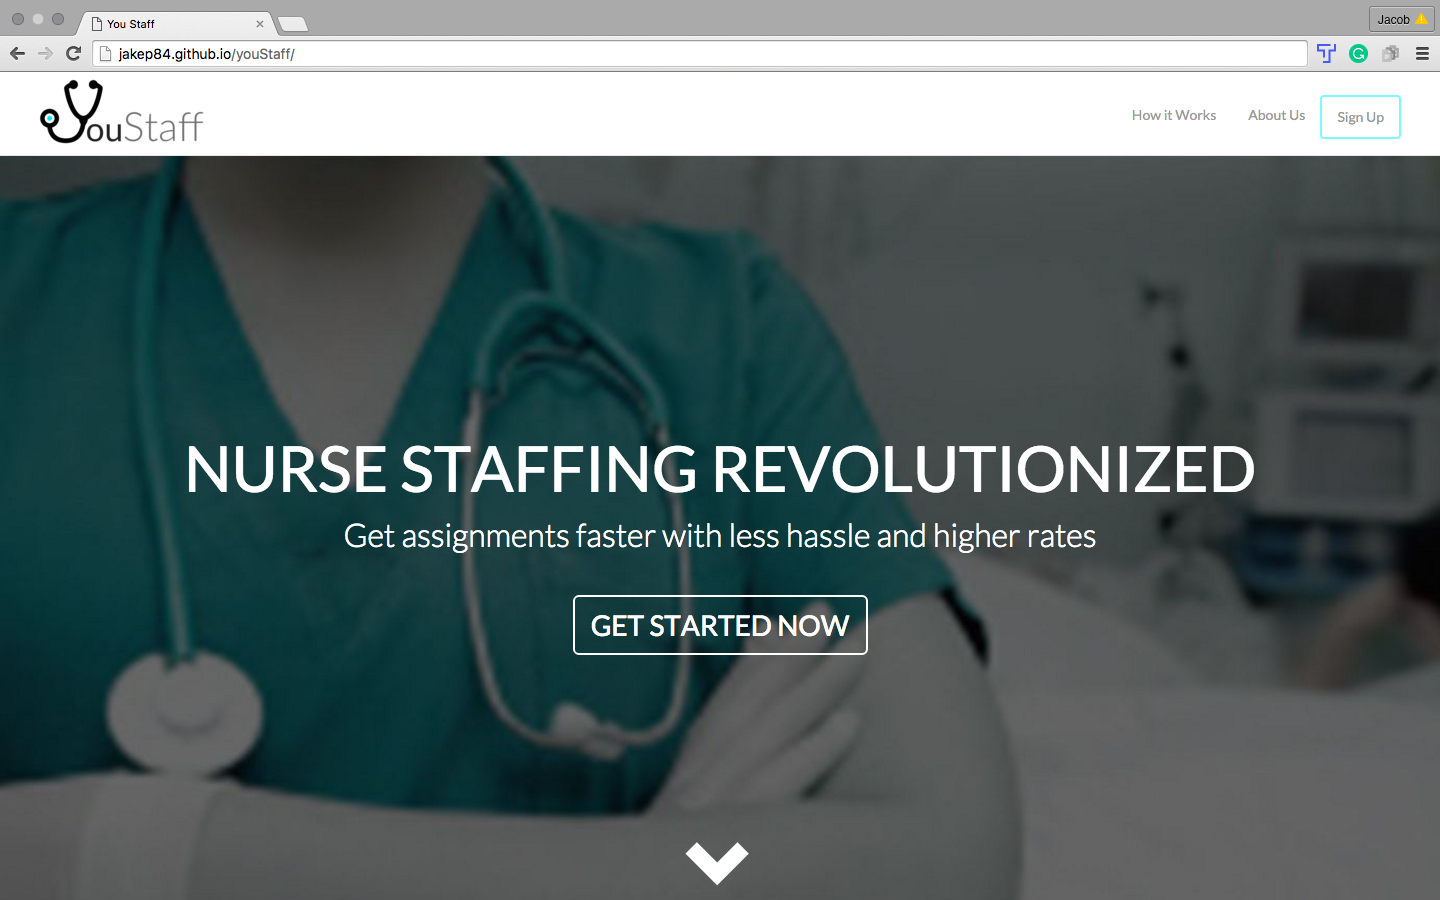 You Staff
Jacob
jakep84.github.io/youStaff/
youStaff
How it Works
About Us
Sign Up
NURSE STAFFING REVOLUTIONIZED
Get assignments faster with less hassle and higher rates
GET STARTED NOW